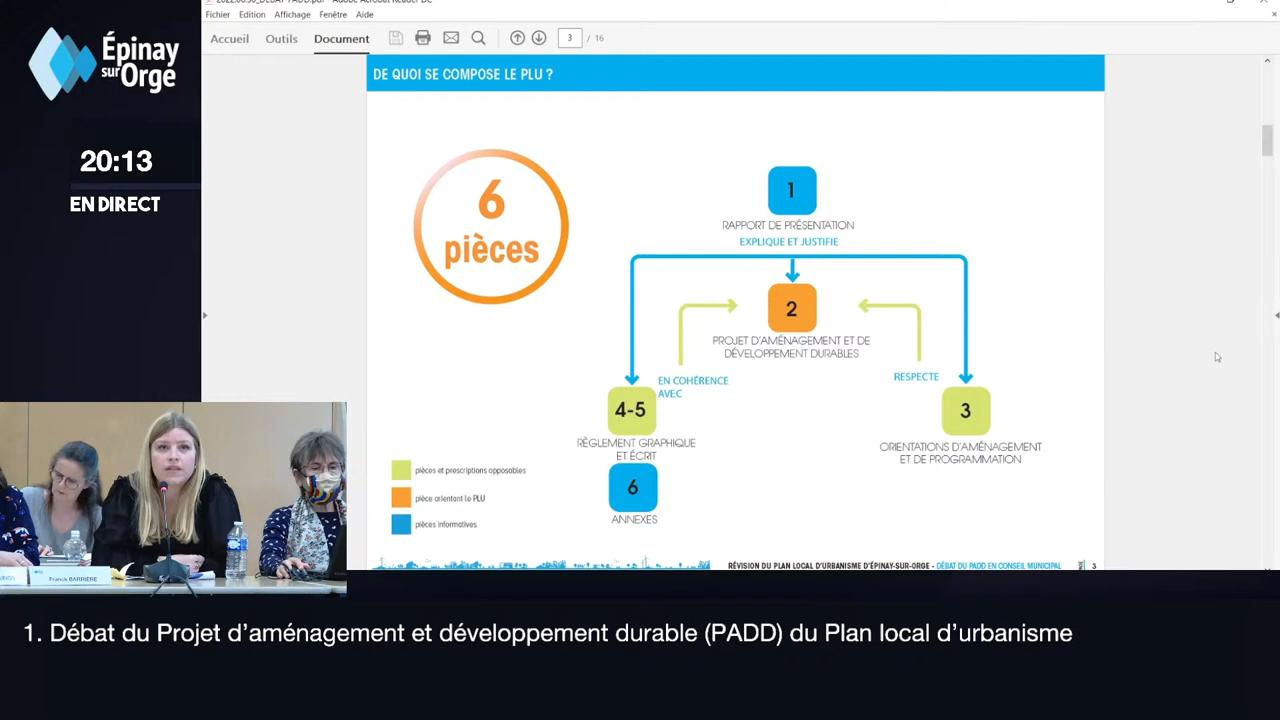 Fichier Edition Affichage Fenêtre Aide
Accueil Outils Document 3 / 16
Épinay
sur Orge
20:13
EN DIRECT
DE QUOI SE COMPOSE LE PLU ?
6
pièces
1
RAPPORT DE PRÉSENTATION
EXPLIQUE ET JUSTIFIE
2
PROJET D'AMÉNAGEMENT ET DE
DÉVELOPPEMENT DURABLES
EN COHÉRENCE
AVEC
RESPECTE
4-5
RÈGLEMENT GRAPHIQUE
ET ÉCRIT
3
ORIENTATIONS D'AMÉNAGEMENT
ET DE PROGRAMMATION
6
ANNEXES
pièces et prescriptions opposables
pièce orientant le PLU
pièces informatives
RÉVISION DU PLAN LOCAL D'URBANISME D'ÉPINAY-SUR-ORGE - DÉBAT DU PADD EN CONSEIL MUNICIPAL 3
Franck BARRIÈRE
1. Débat du Projet d’aménagement et développement durable (PADD) du Plan local d’urbanisme